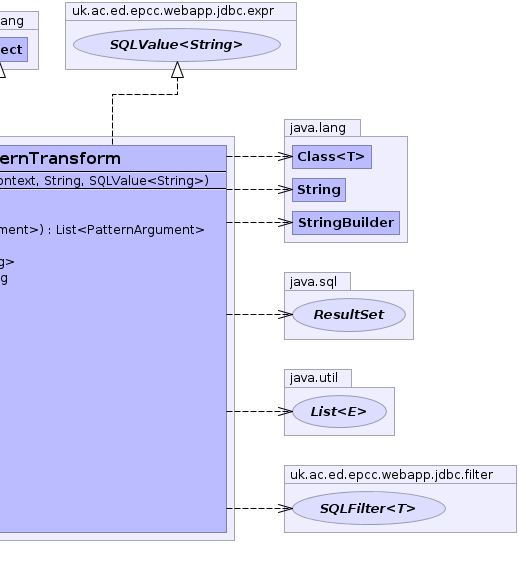 uk.ac.ed.epcc.webapp.jdbc.expr
SQLValue<String>
ang
ect
java.lang
Class<T>
String
StringBuilder
ernTransform
ontext, String, SQLValue<String>)
ment>) : List<PatternArgument>
g>
g
java.sql
ResultSet
java.util
List<E>
uk.ac.ed.epcc.webapp.jdbc.filter
SQLFilter<T>